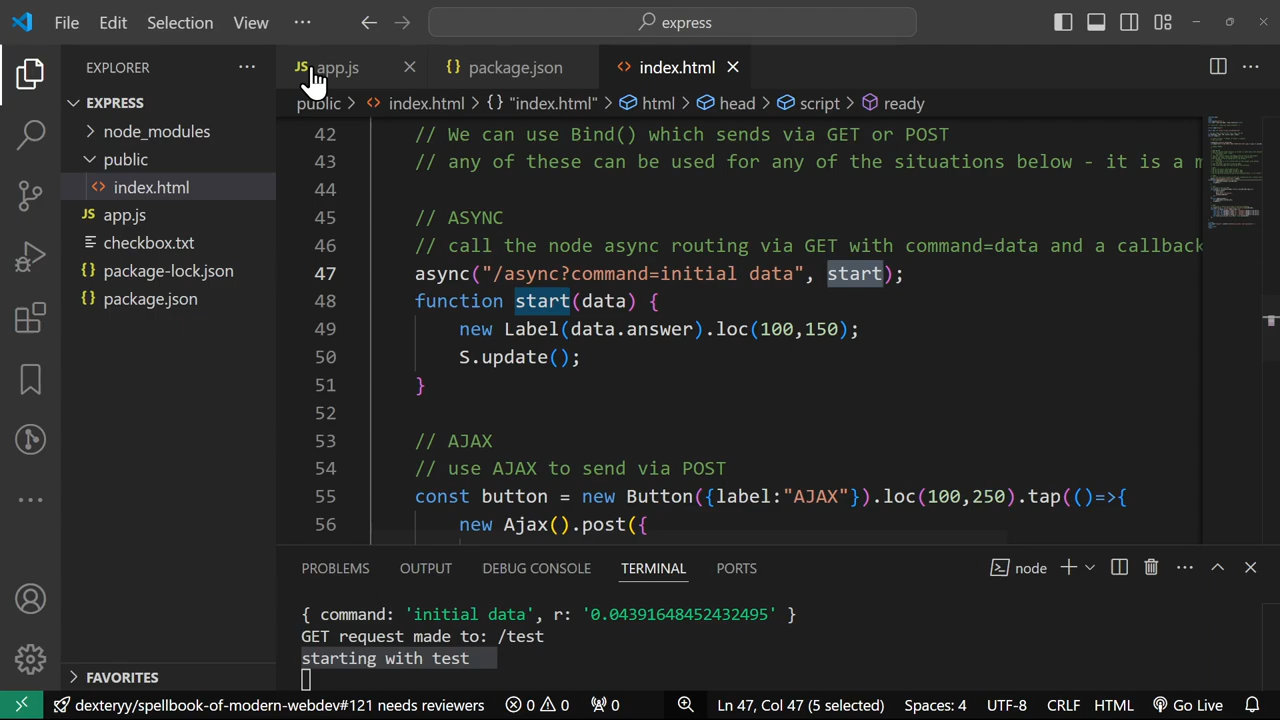 File Edit Selection View ··· express
EXPLORER ···
EXPRESS
node_modules
public
<> index.html
JS app.js
checkbox.txt
{} package-lock.json
{} package.json
FAVORITES
JS app.js {} package.json <> index.html
public > <> index.html > {} "index.html" > html > head > script > ready
42 // We can use Bind() which sends via GET or POST
43 // any of these can be used for any of the situations below - it is a m
44
45 // ASYNC
46 // call the node async routing via GET with command=data and a callback
47 async("/async?command=initial data", start);
48 function start(data) {
49 new Label(data.answer).loc(100,150);
50 S.update();
51 }
52
53 // AJAX
54 // use AJAX to send via POST
55 const button = new Button({label:"AJAX"}).loc(100,250).tap(()=>{
56 new Ajax().post({
PROBLEMS OUTPUT DEBUG CONSOLE TERMINAL PORTS node
{ command: 'initial data', r: '0.04391648452432495' }
GET request made to: /test
starting with test
dexteryy/spellbook-of-modern-webdev#121 needs reviewers 0 0 0 Ln 47, Col 47 (5 selected) Spaces: 4 UTF-8 CRLF HTML Go Live